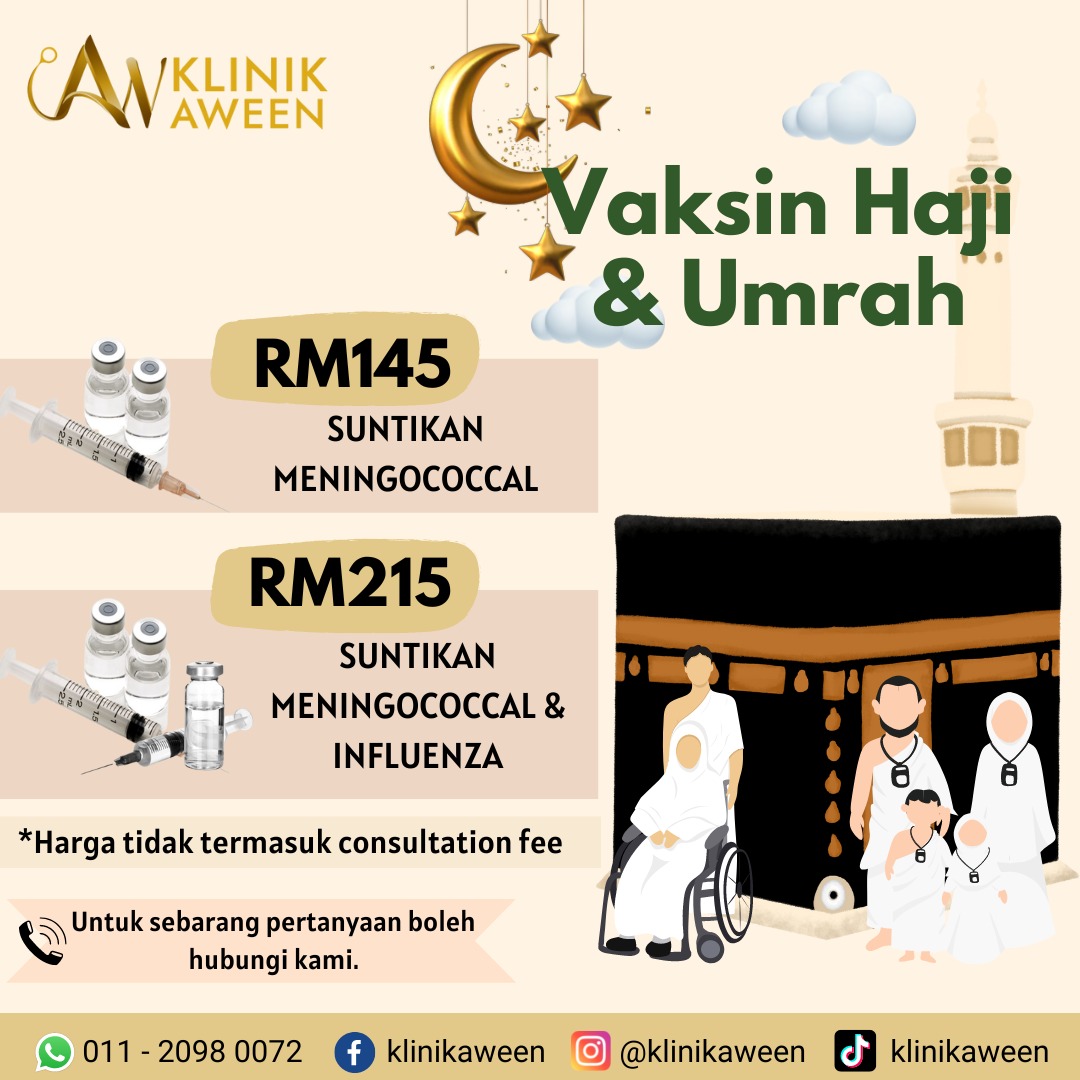 KLINIK
AWEEN
Vaksin Haji
& Umrah
RM145
SUNTIKAN
MENINGOCOCCAL
RM215
SUNTIKAN
MENINGOCOCCAL &
INFLUENZA
*Harga tidak termasuk consultation fee
Untuk sebarang pertanyaan boleh
hubungi kami.
011 - 2098 0072 klinikaween @klinikaween klinikaween